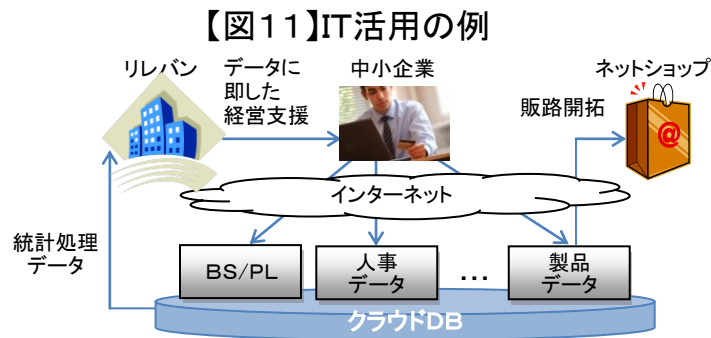 【図11】IT活用の例
リレバン
データに
即した
経営支援
中小企業
ネットショップ
販路開拓
@
インターネット
統計処理
データ
BS/PL
人事
データ
...
製品
データ
クラウドDB